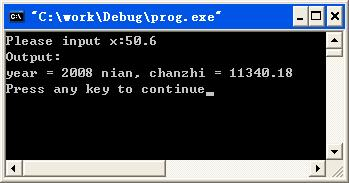 "C:\work\Debug\prog.exe"
Please input x:50.6
Output:
year = 2008 nian, chanzhi = 11340.18
Press any key to continue_